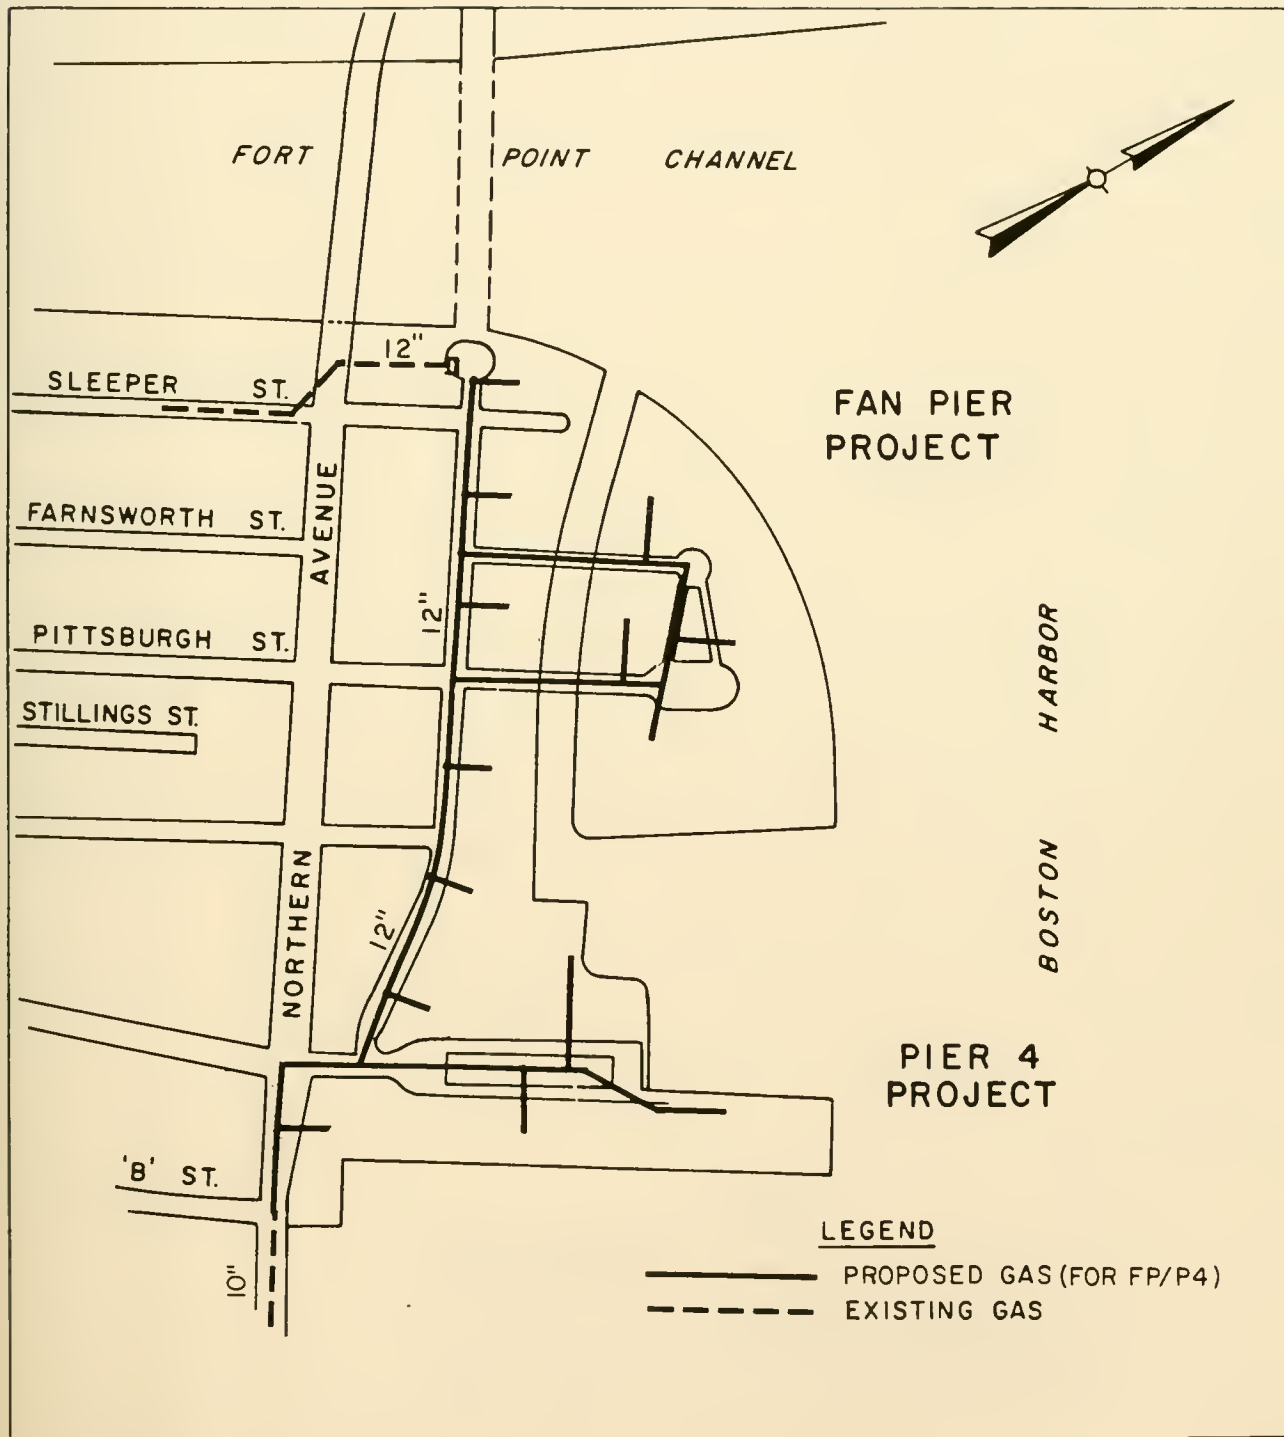 FORT POINT CHANNEL
12"
SLEEPER ST.
FAN PIER
PROJECT
FARNSWORTH ST.
AVENUE
12"
PITTSBURGH ST.
BOSTON HARBOR
STILLINGS ST.
NORTHERN
12"
PIER 4
PROJECT
'B' ST.
10"
LEGEND
PROPOSED GAS (FOR FP/P4)
EXISTING GAS